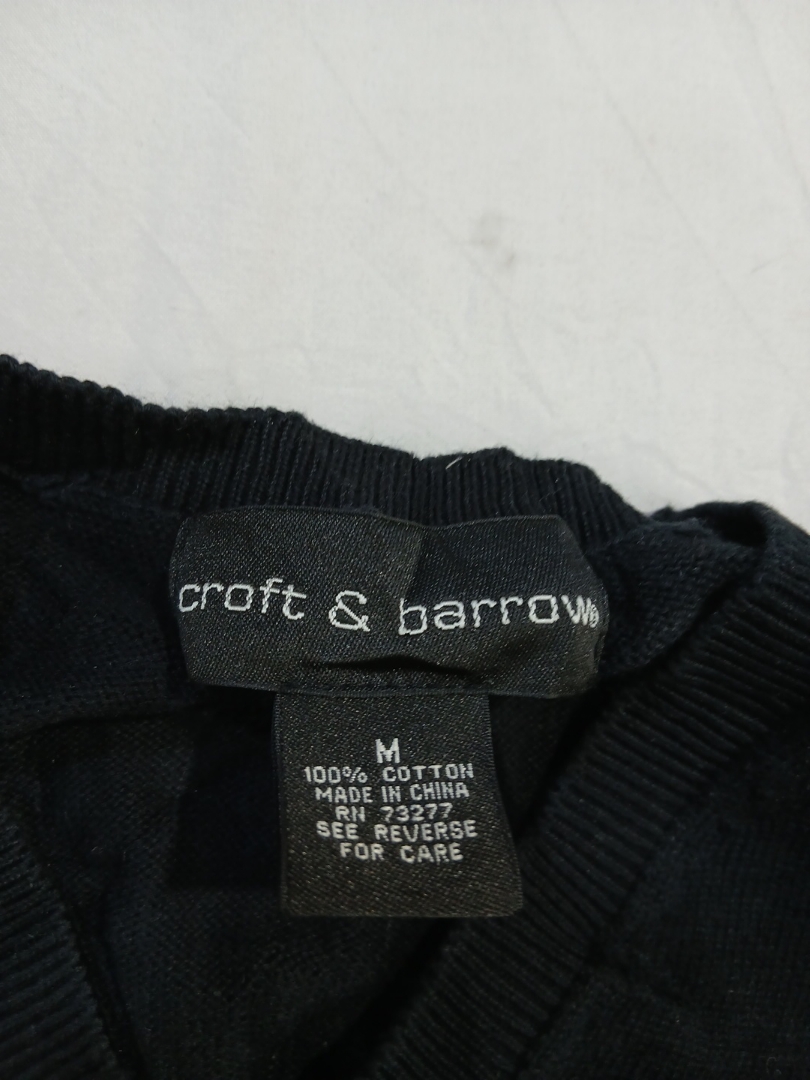 croft & barrow®
M
100% COTTON
MADE IN CHINA
RN 73277
SEE REVERSE
FOR CARE